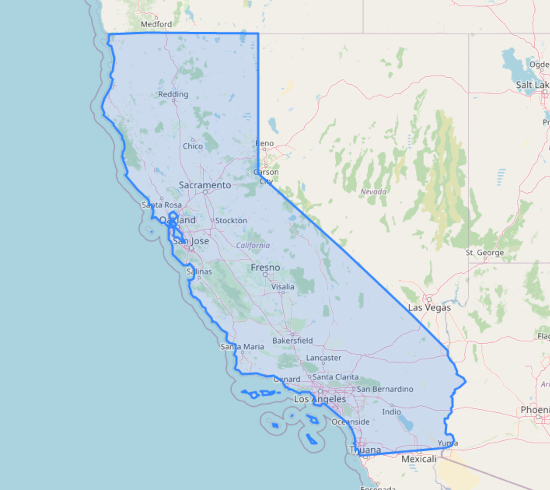 Medford
Ogde
Salt Lak
Redding
Pr
Chico
Reno
Carson
City
Sacramento
Nevada
Santa Rosa
Oakland
Stockton
San Jose
California
St. George
Salinas
Fresno
Visalia
Las Vegas
Bakersfield
Flag
Santa Maria
Lancaster
Oxnard
Santa Clarita
San Bernardino
Ar
Los Angeles
Indio
Phoeni
Oceanside
Yuma
Tijuana
Mexicali
Ensenada